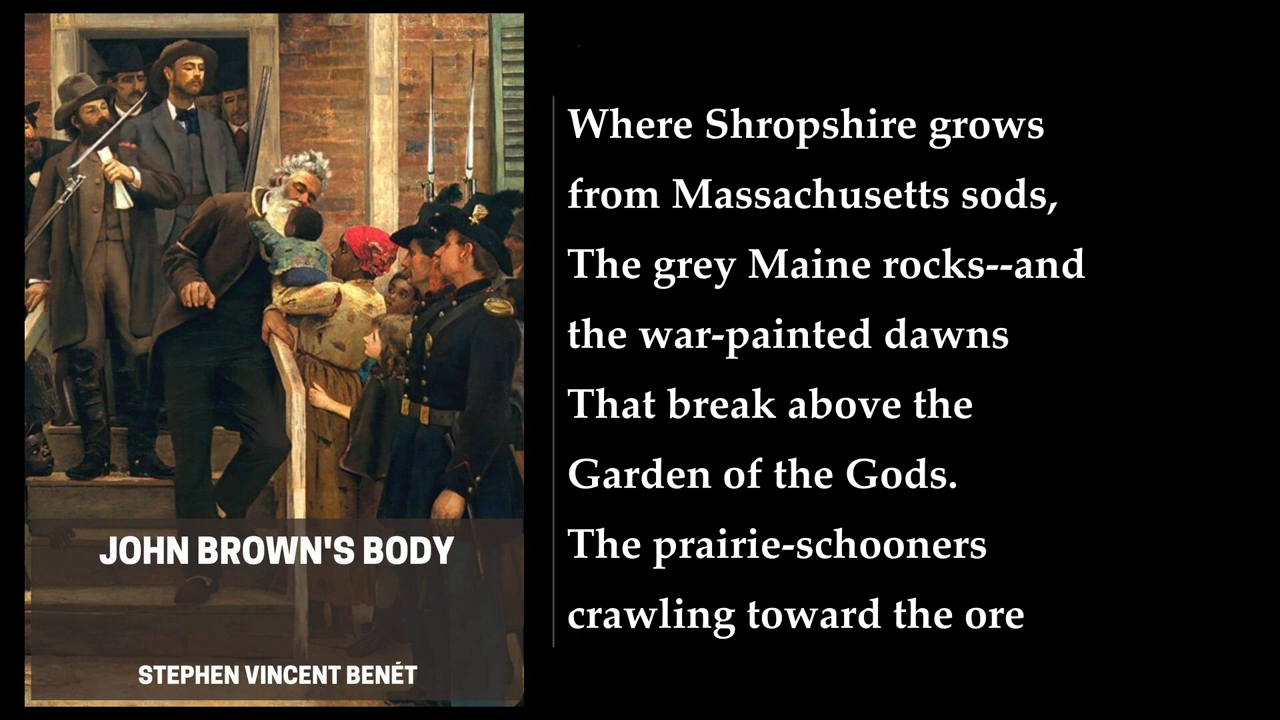 JOHN BROWN'S BODY
STEPHEN VINCENT BENÉT
Where Shropshire grows
from Massachusetts sods,
The grey Maine rocks--and
the war-painted dawns
That break above the
Garden of the Gods.
The prairie-schooners
crawling toward the ore